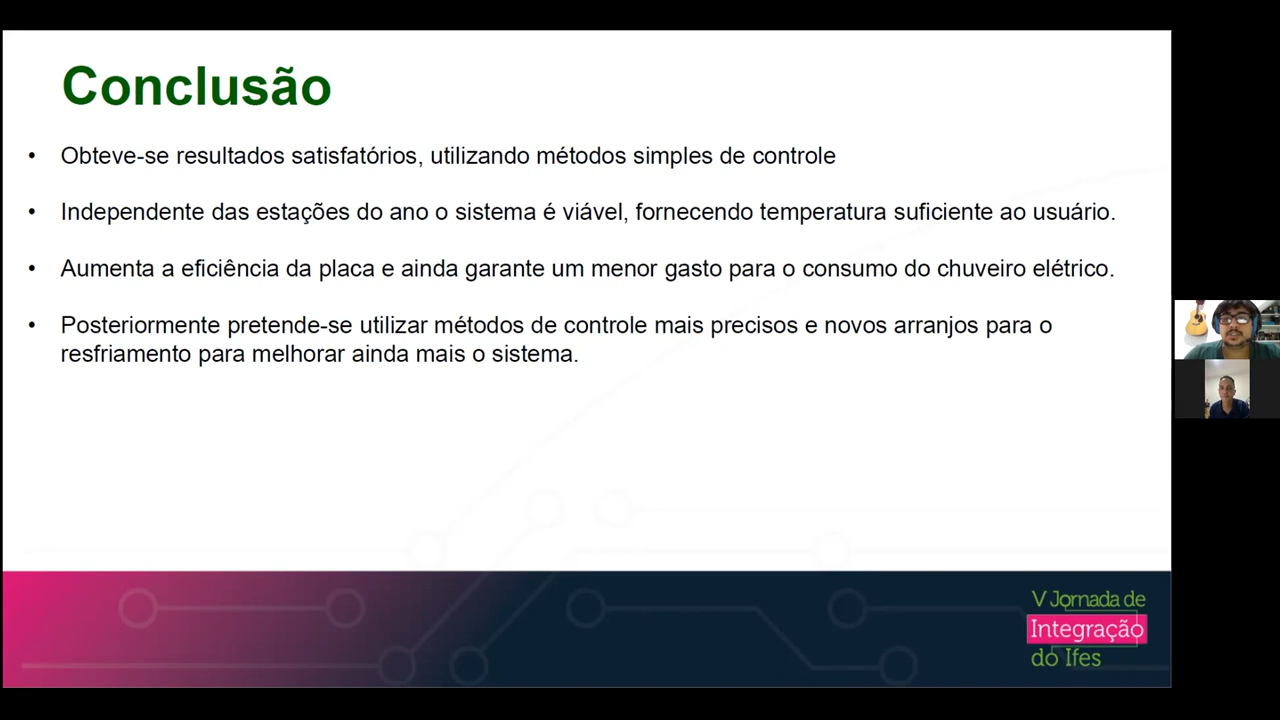 Conclusão
• Obteve-se resultados satisfatórios, utilizando métodos simples de controle
• Independente das estações do ano o sistema é viável, fornecendo temperatura suficiente ao usuário.
• Aumenta a eficiência da placa e ainda garante um menor gasto para o consumo do chuveiro elétrico.
• Posteriormente pretende-se utilizar métodos de controle mais precisos e novos arranjos para o
resfriamento para melhorar ainda mais o sistema.
V Jornada de
Integração
do Ifes